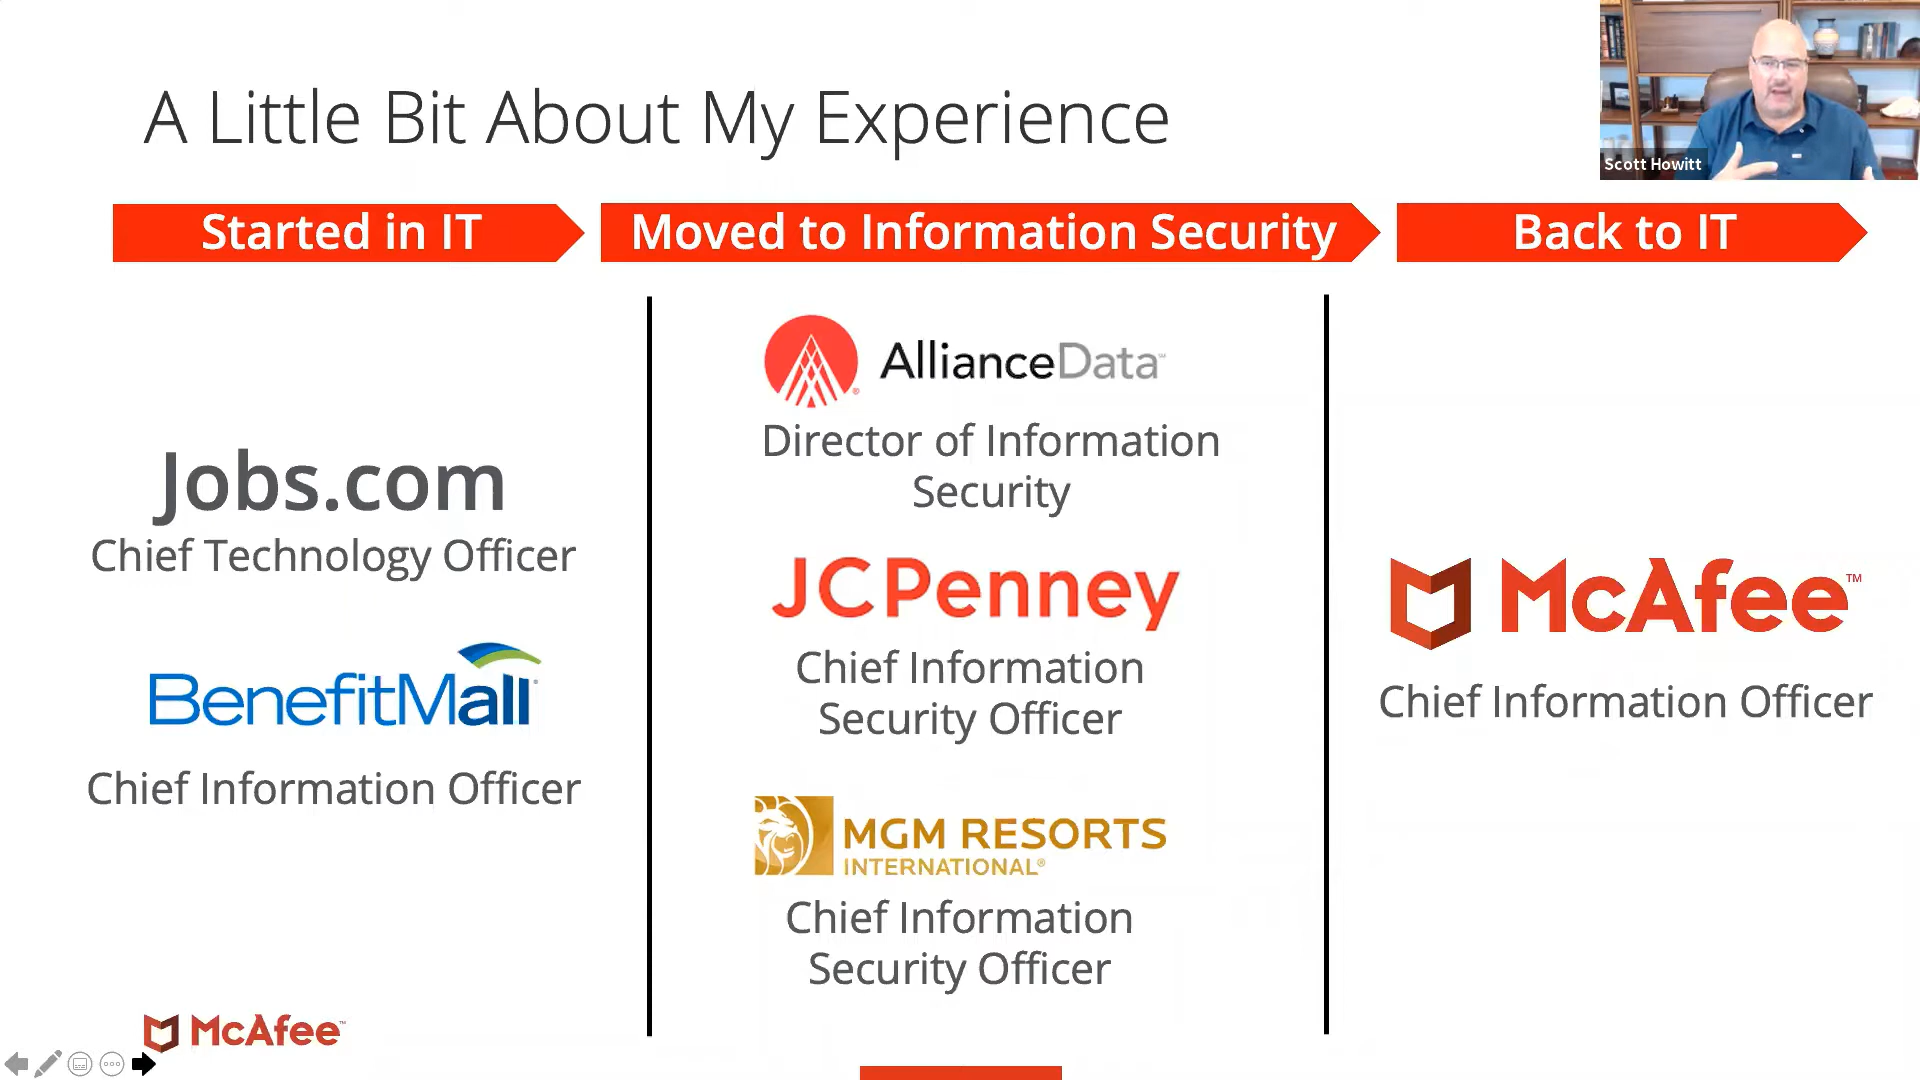 A Little Bit About My Experience
Scott Howitt
Started in IT
Moved to Information Security
Back to IT
Jobs.com
Chief Technology Officer
BenefitMall
Chief Information Officer
AllianceData
Director of Information
Security
JCPenney
Chief Information
Security Officer
MGM RESORTS
INTERNATIONAL®
Chief Information
Security Officer
McAfee™
Chief Information Officer
McAfee™